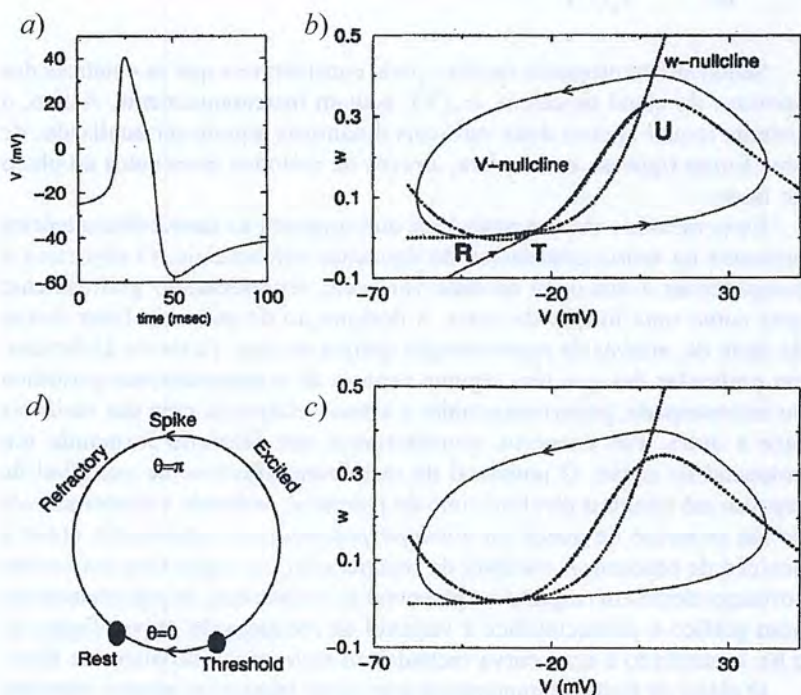 a)
V (mV)
40
20
0
−20
−40
−60
0
50
100
time (msec)
b)
0.5
0.3
0.1
-0.1
w
w-nullcline
V-nullcline
U
R
T
-70
-20
30
V (mV)
d)
Spike
θ=π
Refractory
Excited
θ=0
Rest
Threshold
c)
0.5
0.3
0.1
-0.1
w
-70
-20
30
V (mV)